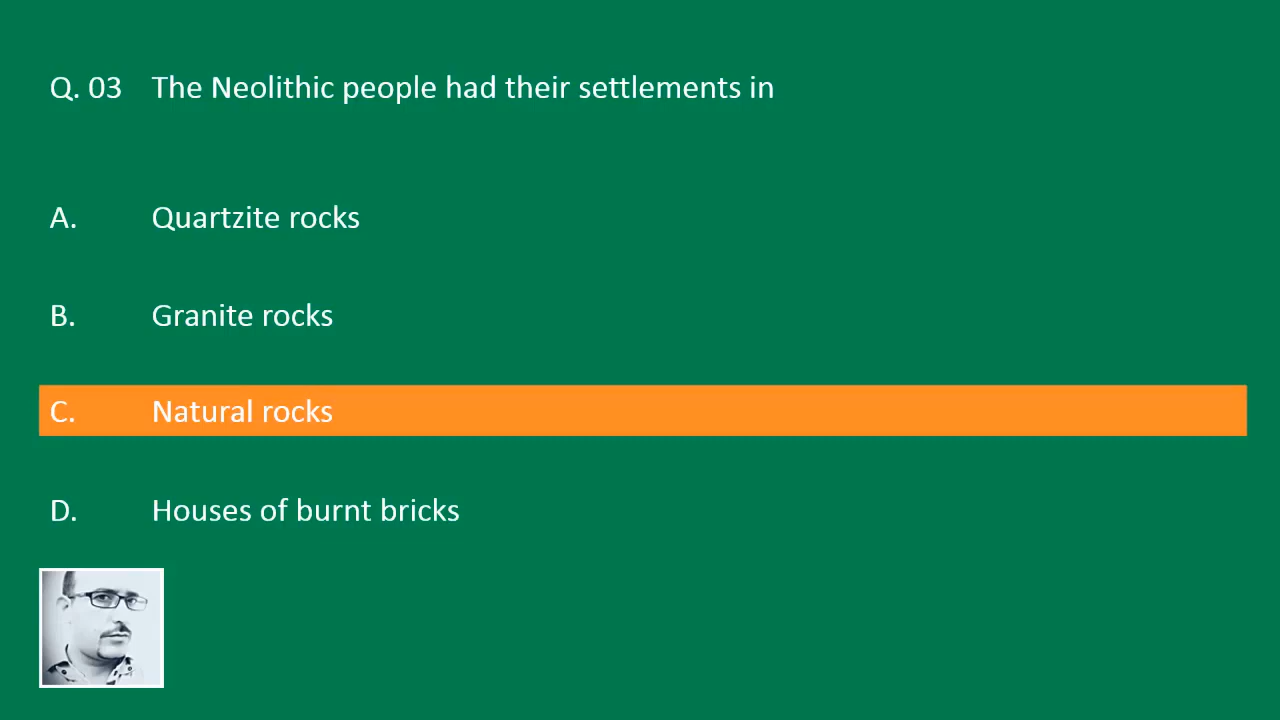 Q. 03 The Neolithic people had their settlements in
A. Quartzite rocks
B. Granite rocks
C. Natural rocks
D. Houses of burnt bricks